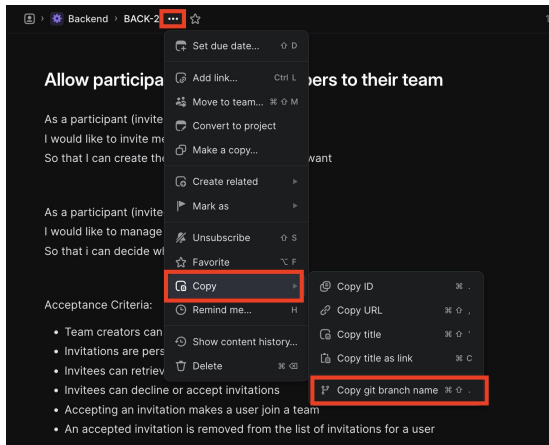 Backend › BACK-2 •••
Allow participa
bers to their team
As a participant (invite
I would like to invite me
So that I can create the
want
As a participant (invite
I would like to manage
So that i can decide wh
Acceptance Criteria:
• Team creators can
• Invitations are pers
• Invitees can retriev
• Invitees can decline or accept invitations
• Accepting an invitation makes a user join a team
• An accepted invitation is removed from the list of invitations for a user
Set due date... ⇧ D
Add link... Ctrl L
Move to team... ⌘ ⇧ M
Convert to project
Make a copy...
Create related ▸
Mark as ▸
Unsubscribe ⇧ S
Favorite ⌥ F
Copy ▸
Remind me... H
Show content history...
Delete ⌘ ⌫
Copy ID ⌘ .
Copy URL ⌘ ⇧ ,
Copy title ⌘ ⇧ '
Copy title as link ⌘ C
Copy git branch name ⌘ ⇧ .